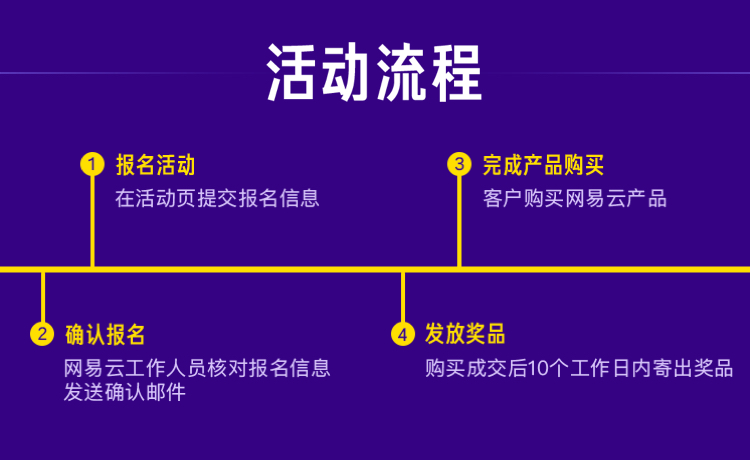 活动流程
1 报名活动
在活动页提交报名信息
2 确认报名
网易云工作人员核对报名信息
发送确认邮件
3 完成产品购买
客户购买网易云产品
4 发放奖品
购买成交后10个工作日内寄出奖品